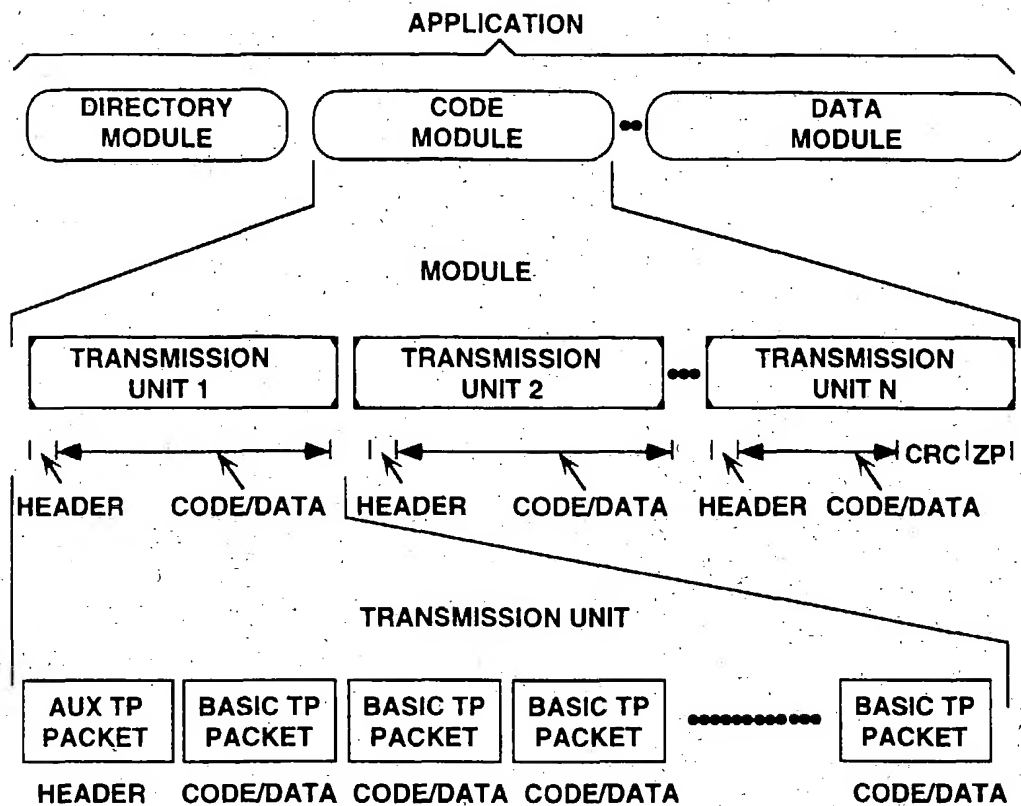 APPLICATION
DIRECTORY CODE DATA
MODULE MODULE MODULE
MODULE
TRANSMISSION TRANSMISSION TRANSMISSION
UNIT 1 UNIT 2 UNIT N
CRC ZP
HEADER CODE/DATA HEADER CODE/DATA HEADER CODE/DATA
TRANSMISSION UNIT
AUX TP BASIC TP BASIC TP BASIC TP BASIC TP
PACKET PACKET PACKET PACKET PACKET
HEADER CODE/DATA CODE/DATA CODE/DATA CODE/DATA